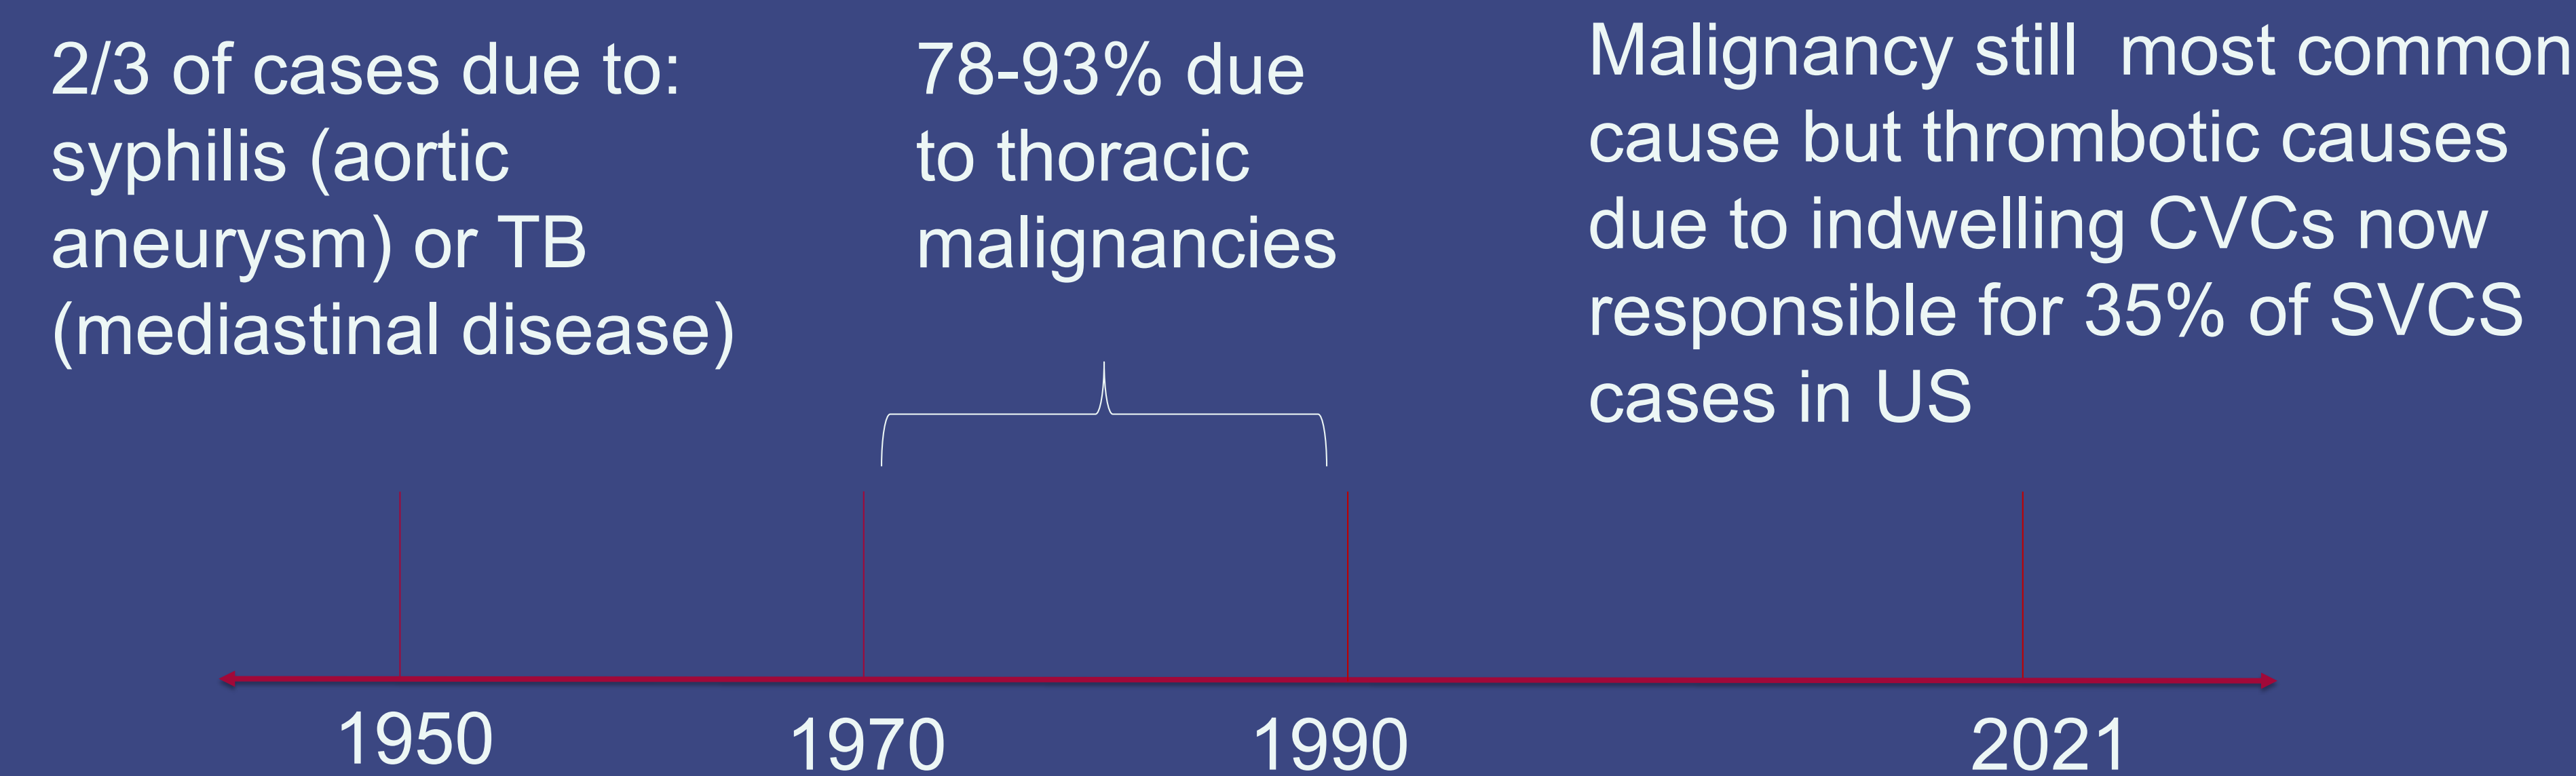 2/3 of cases due to:
syphilis (aortic
aneurysm) or TB
(mediastinal disease)
78-93% due
to thoracic
malignancies
Malignancy still  most common
cause but thrombotic causes
due to indwelling CVCs now
responsible for 35% of SVCS
cases in US
1950
1970
1990
2021